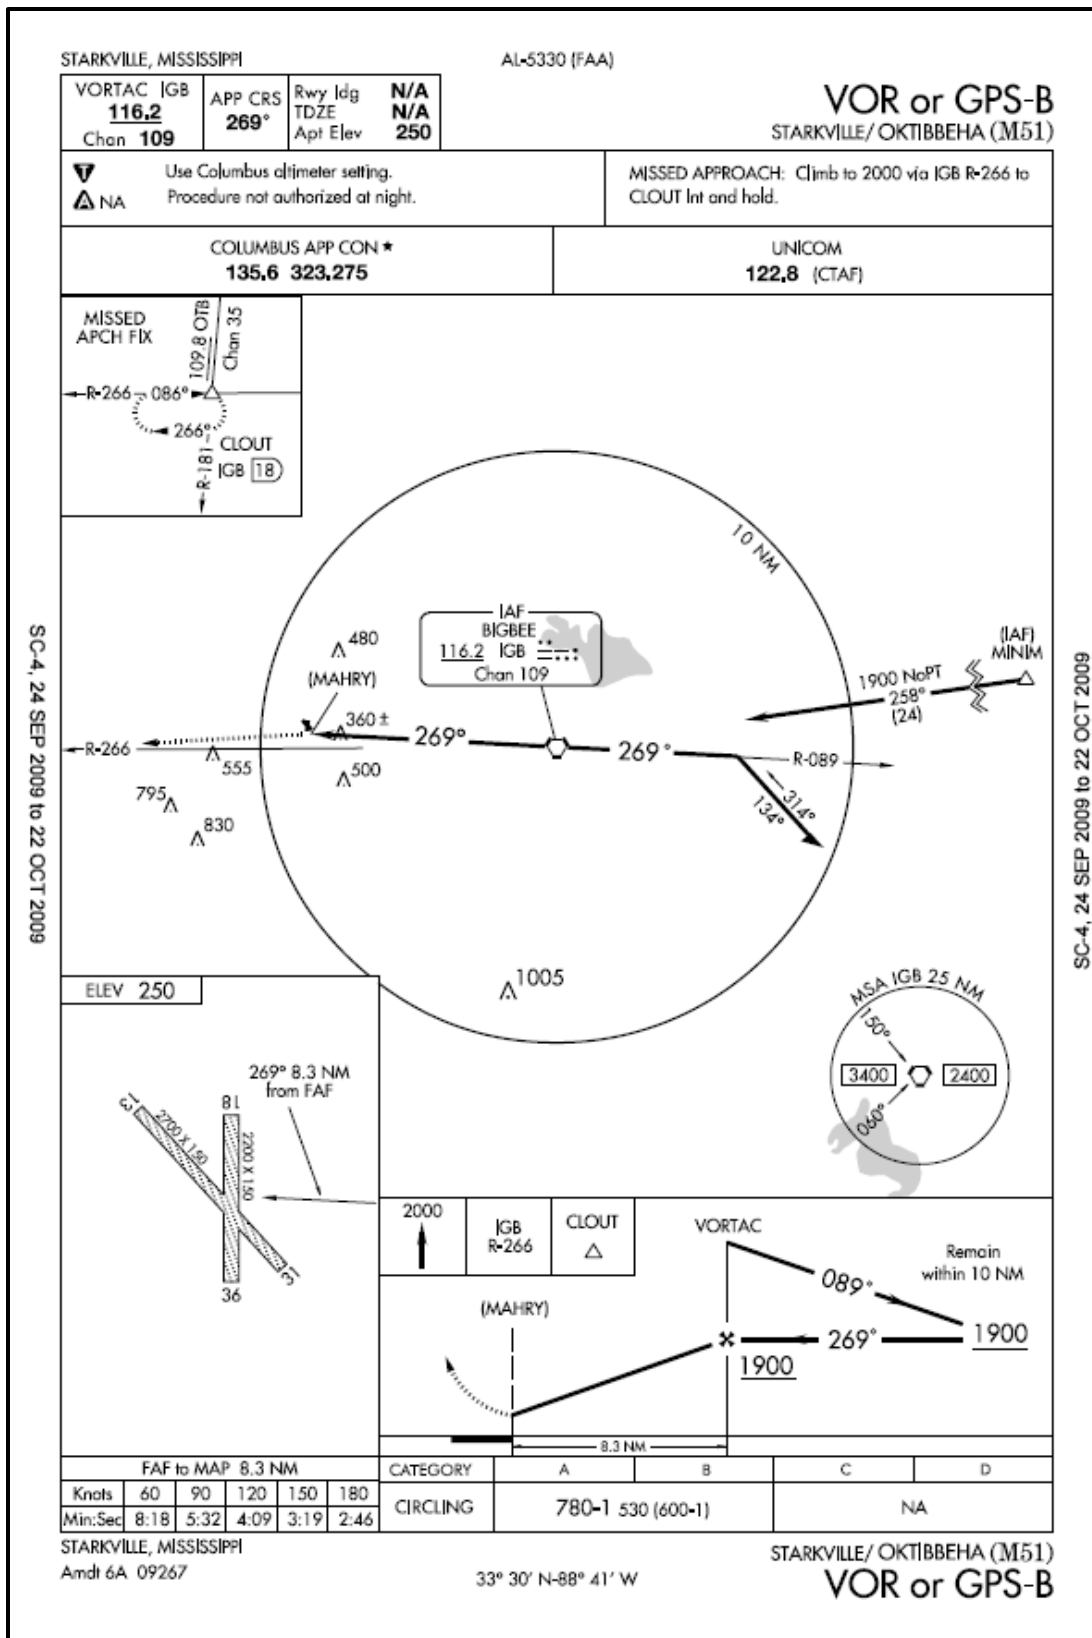 STARKVILLE, MISSISSIPPI
AL-5330 (FAA)
VORTAC IGB
116.2
Chan 109
APP CRS
269°
Rwy ldg N/A
TDZE N/A
Apt Elev 250
VOR or GPS-B
STARKVILLE/ OKTIBBEHA (M51)
T
A NA
Use Columbus altimeter setting.
Procedure not authorized at night.
MISSED APPROACH: Climb to 2000 via IGB R-266 to
CLOUT Int and hold.
COLUMBUS APP CON ★
135.6 323.275
UNICOM
122.8 (CTAF)
MISSED
APCH FIX
109.8 OTB
Chan 35
R-266
086°
266°
R-181
CLOUT
IGB 18
10 NM
IAF
BIGBEE
116.2 IGB
Chan 109
480
(MAHRY)
360 ±
(IAF)
MINIM
1900 NoPT
258°
(24)
R-266
269°
269°
R-089
555
500
795
830
314°
134°
1005
SC-4, 24 SEP 2009 to 22 OCT 2009
SC-4, 24 SEP 2009 to 22 OCT 2009
MSA IGB 25 NM
150°
3400
2400
060°
ELEV 250
269° 8.3 NM
from FAF
13
18
2700 X 150
2200 X 150
31
36
2000
IGB
R-266
CLOUT
VORTAC
Remain
within 10 NM
089°
(MAHRY)
269°
1900
1900
8.3 NM
FAF to MAP 8.3 NM
Knots 60 90 120 150 180
Min:Sec 8:18 5:32 4:09 3:19 2:46
CATEGORY A B C D
CIRCLING 780-1 530 (600-1) NA
STARKVILLE, MISSISSIPPI
Amdt 6A 09267
33° 30' N-88° 41' W
STARKVILLE/ OKTIBBEHA (M51)
VOR or GPS-B